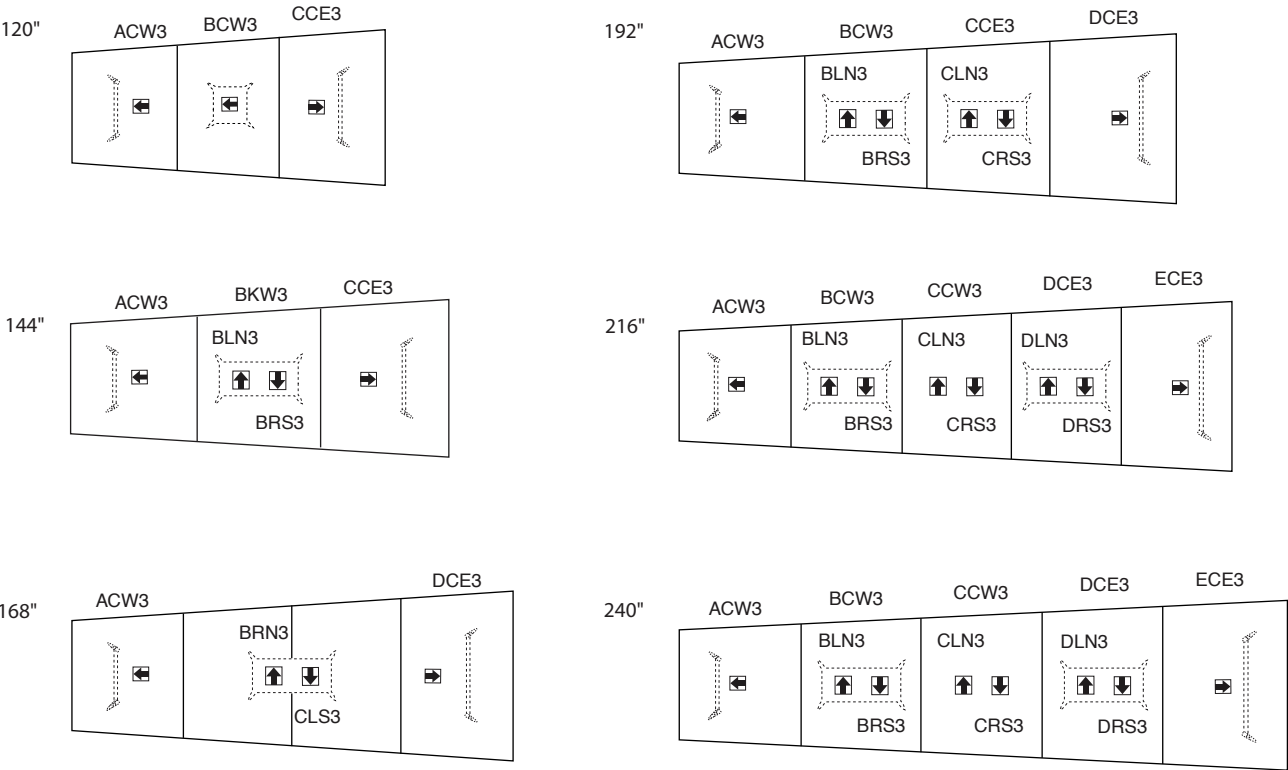 120"
ACW3 BCW3 CCE3
192"
ACW3 BCW3 CCE3 DCE3
BLN3 CLN3
BRS3 CRS3
144"
ACW3 BKW3 CCE3
BLN3
BRS3
216"
ACW3 BCW3 CCW3 DCE3 ECE3
BLN3 CLN3 DLN3
BRS3 CRS3 DRS3
168"
ACW3 DCE3
BRN3
CLS3
240"
ACW3 BCW3 CCW3 DCE3 ECE3
BLN3 CLN3 DLN3
BRS3 CRS3 DRS3